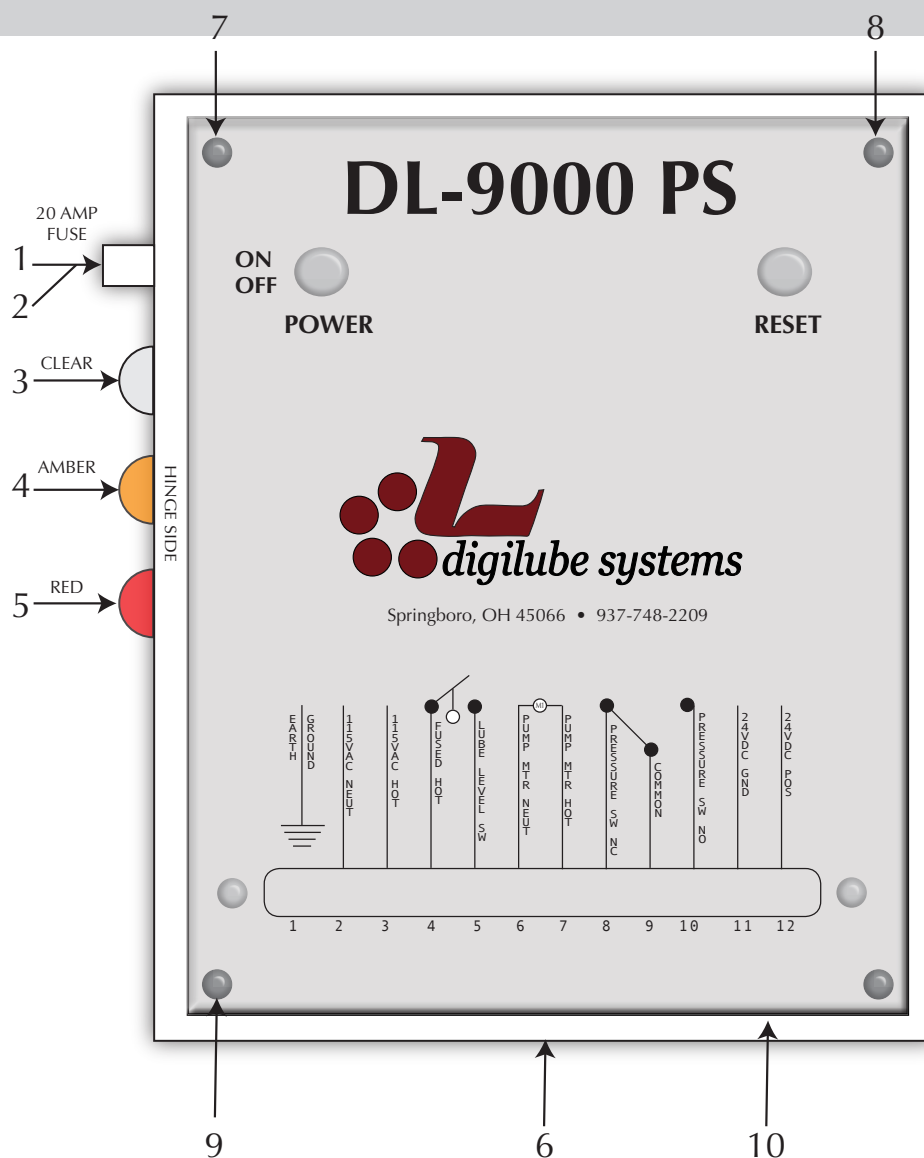 7 8
DL-9000 PS
20 AMP
FUSE
1
2
ON
OFF
POWER
RESET
3 CLEAR
4 AMBER
5 RED
HINGE SIDE
L
digilube systems
Springboro, OH 45066 • 937-748-2209
EARTH
GROUND
115VAC NEUT
115VAC HOT
FUSED HOT
LUBE LEVEL SW
PUMP MTR NEUT
M1
PUMP MTR HOT
PRESSURE SW NC
COMMON
PRESSURE SW NO
24VDC GND
24VDC POS
1 2 3 4 5 6 7 8 9 10 11 12
9 6 10